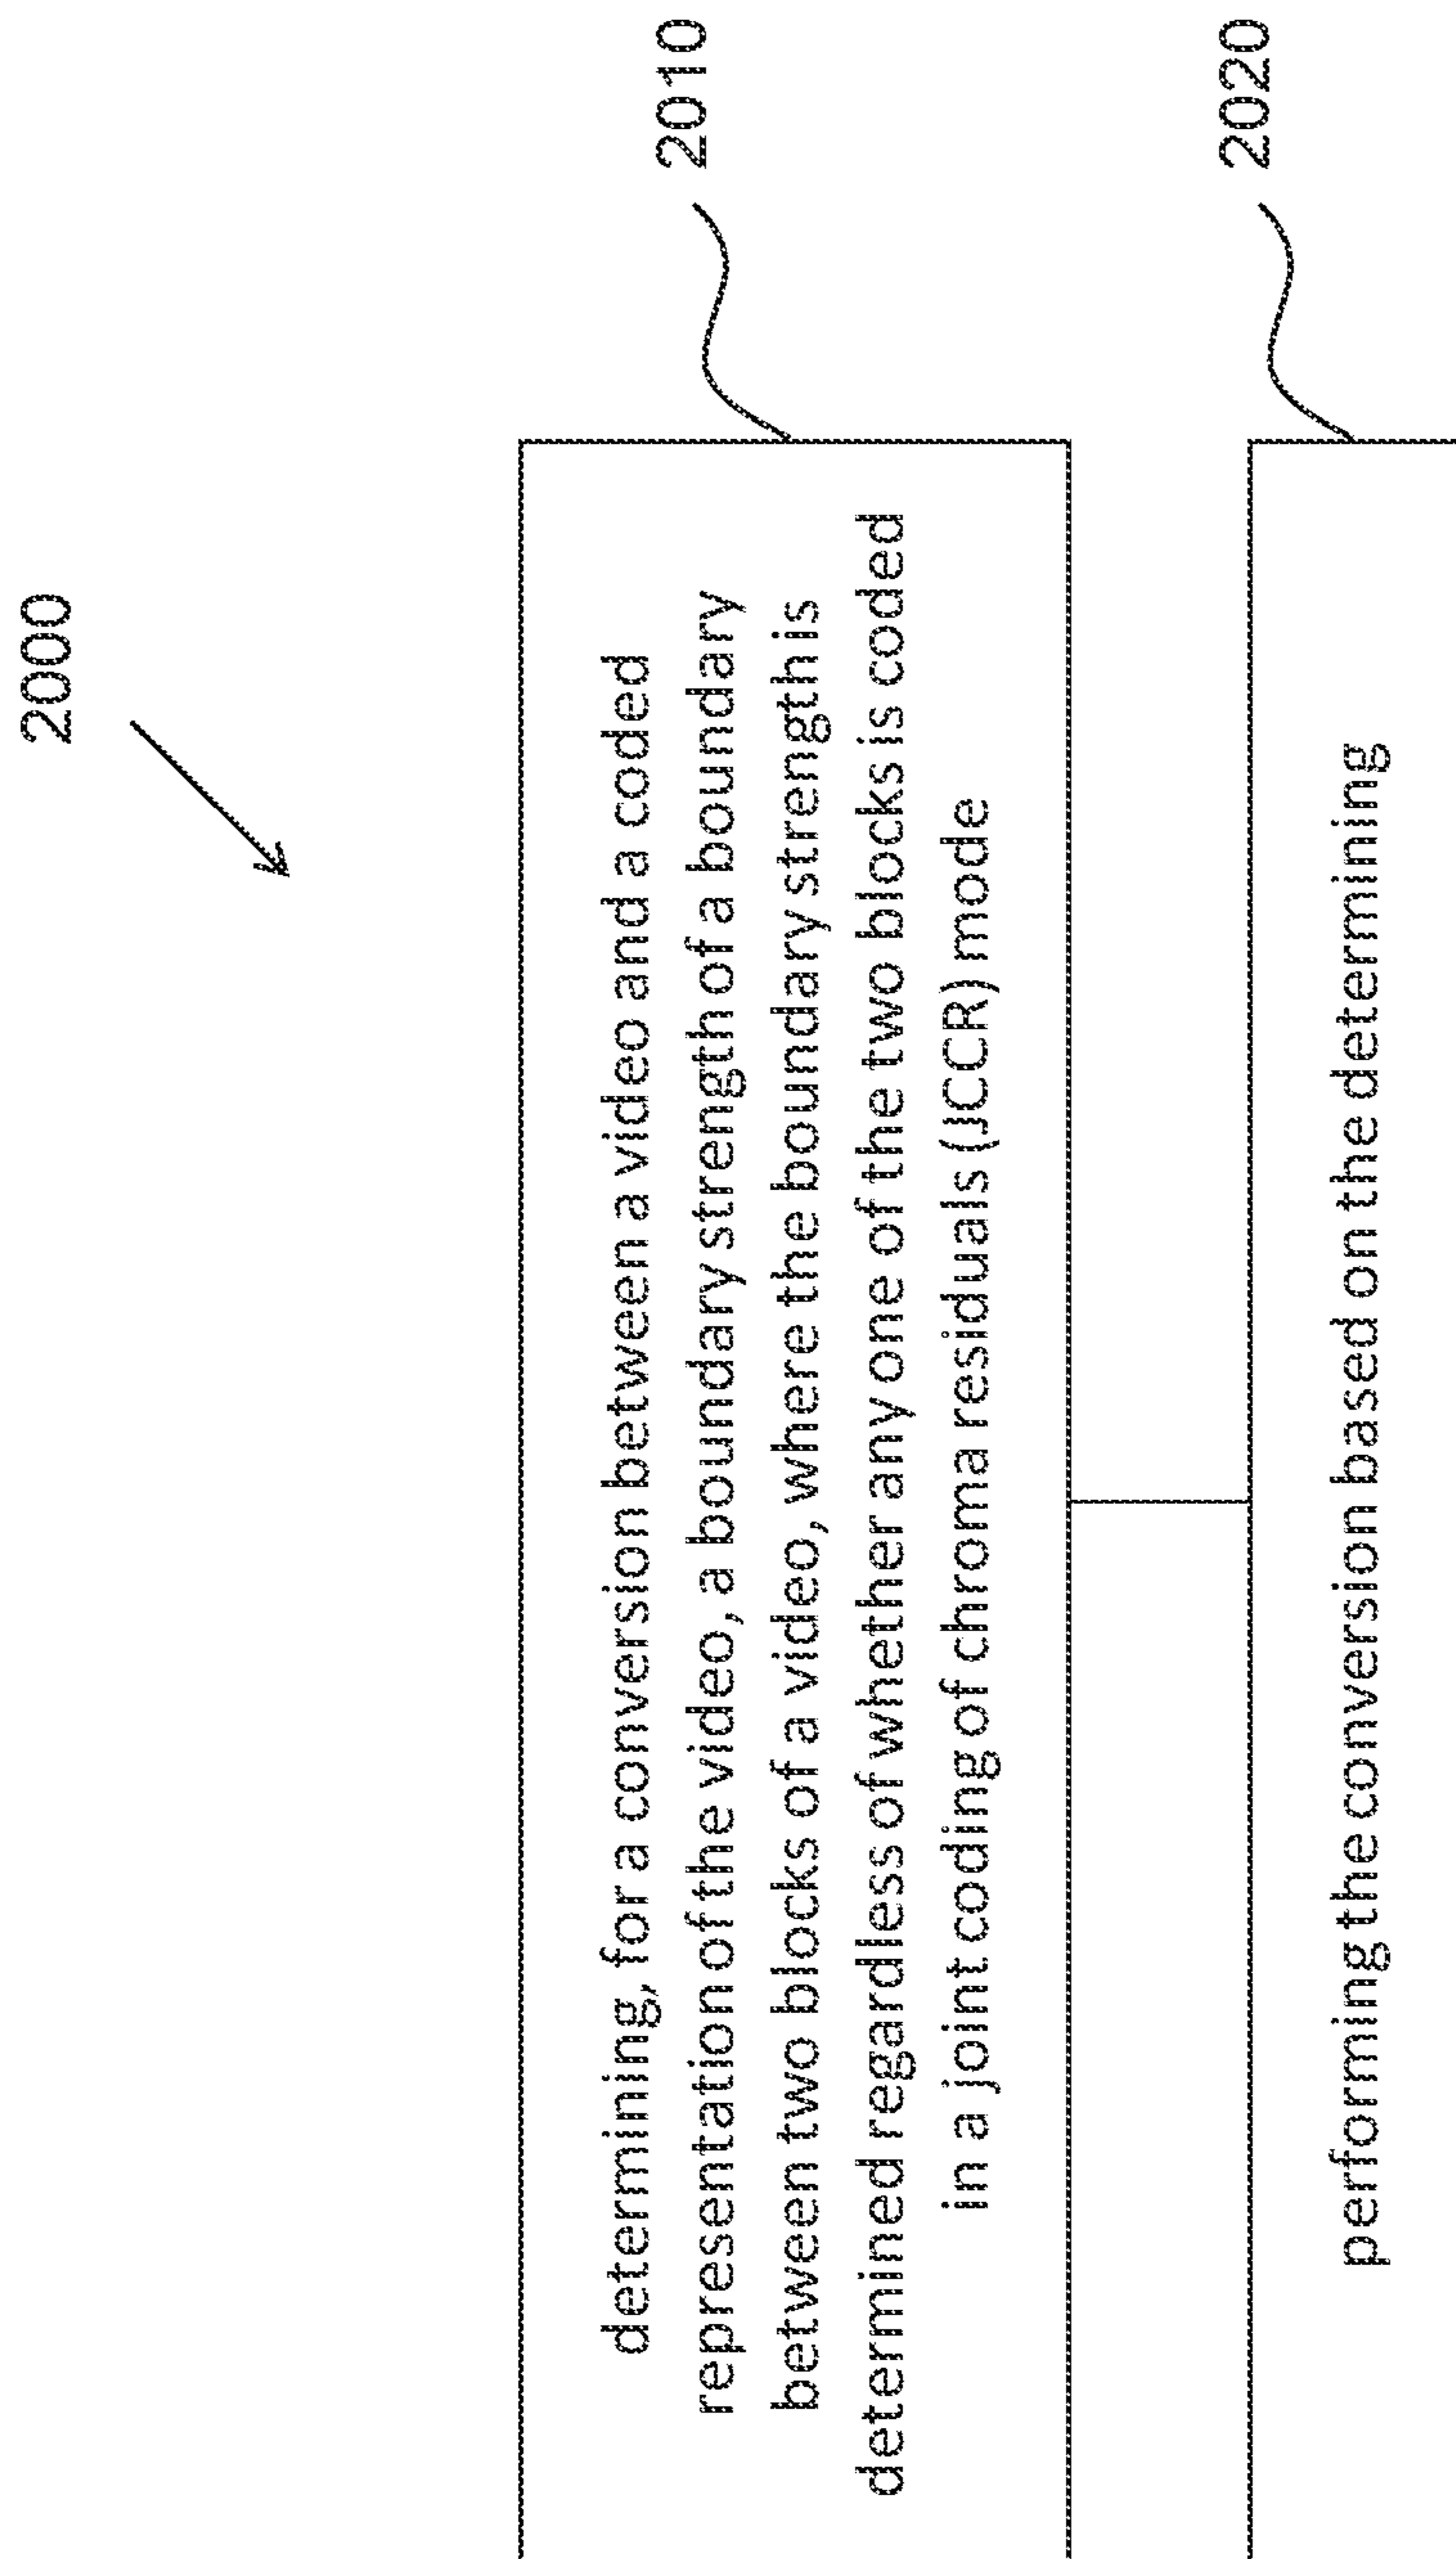 2000
determining, for a conversion between a video and a coded
representation of the video, a boundary strength of a boundary
between two blocks of a video, where the boundary strength is
determined regardless of whether any one of the two blocks is coded
in a joint coding of chroma residuals (JCCR) mode
2010
performing the conversion based on the determining
2020